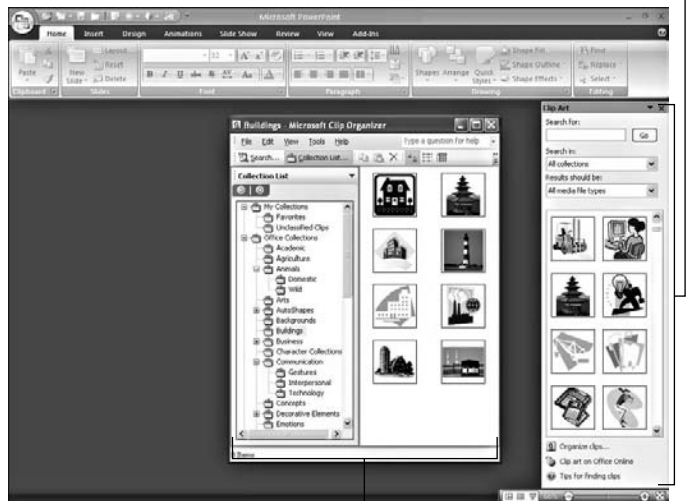 Microsoft PowerPoint
Home Insert Design Animations Slide Show Review View Add-Ins
Paste
New Slide
Layout
Reset
Delete
Shapes Arrange Quick Styles
Shape Fill
Shape Outline
Shape Effects
Find
Replace
Select
Clipboard Slides Font Paragraph Drawing Editing
Buildings - Microsoft Clip Organizer
File Edit View Tools Help Type a question for help
Search... Collection List...
Collection List
My Collections
Favorites
Unclassified Clips
Office Collections
Academic
Agriculture
Animals
Domestic
Wild
Arts
AutoShapes
Backgrounds
Buildings
Business
Character Collections
Communication
Gestures
Interpersonal
Technology
Concepts
Decorative Elements
Emotions
8 Items
Clip Art
Search for:
Go
Search in:
All collections
Results should be:
All media file types
Organize clips...
Clip art on Office Online
Tips for finding clips